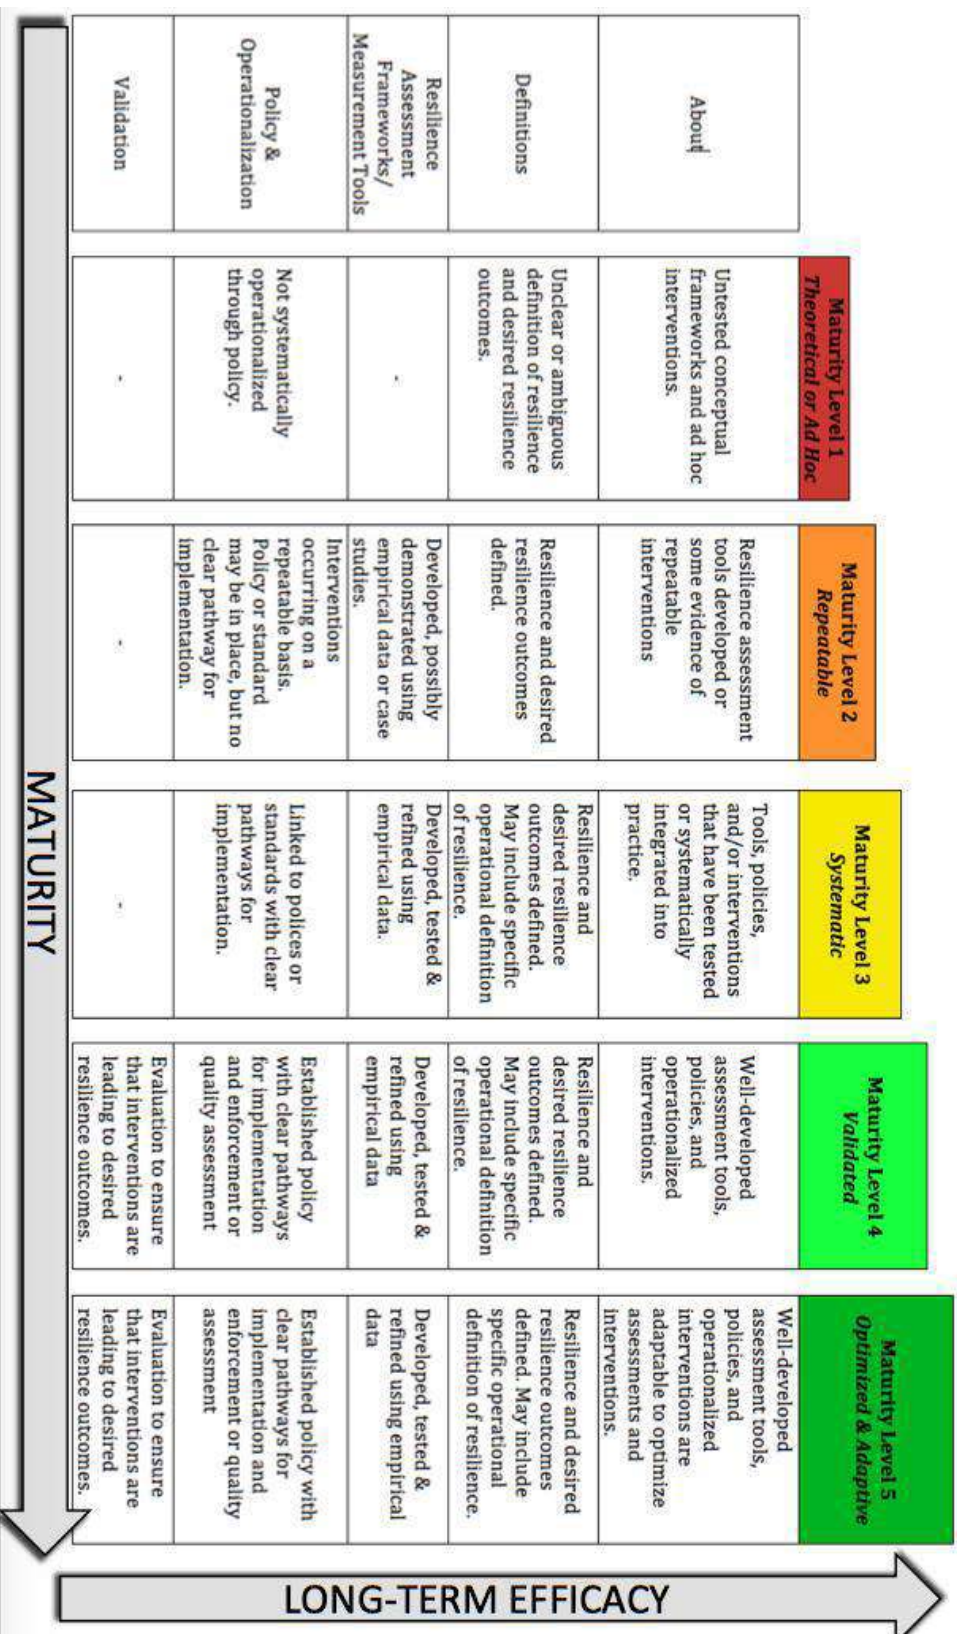 Maturity Level 1
Theoretical or Ad Hoc
Maturity Level 2
Repeatable
Maturity Level 3
Systematic
Maturity Level 4
Validated
Maturity Level 5
Optimized & Adaptive
About
Untested conceptual
frameworks and ad hoc
interventions.
Resilience assessment
tools developed or
some evidence of
repeatable
interventions
Tools, policies,
and/or interventions
that have been tested
or systematically
integrated into
practice.
Well-developed
assessment tools,
policies, and
operationalized
interventions.
Well-developed
assessment tools,
policies, and
operationalized
interventions are
adaptable to optimize
assessments and
interventions.
Definitions
Unclear or ambiguous
definition of resilience
and desired resilience
outcomes.
Resilience and desired
resilience outcomes
defined.
Resilience and
desired resilience
outcomes defined.
May include specific
operational definition
of resilience.
Resilience and
desired resilience
outcomes defined.
May include specific
operational definition
of resilience.
Resilience and desired
resilience outcomes
defined. May include
specific operational
definition of resilience.
Resilience
Assessment
Frameworks/
Measurement Tools
-
Developed, possibly
demonstrated using
empirical data or case
studies.
Developed, tested &
refined using
empirical data.
Developed, tested &
refined using
empirical data
Developed, tested &
refined using empirical
data
Policy &
Operationalization
Not systematically
operationalized
through policy.
Interventions
occurring on a
repeatable basis.
Policy or standard
may be in place, but no
clear pathway for
implementation.
Linked to polices or
standards with clear
pathways for
implementation.
Established policy
with clear pathways
for implementation
and enforcement or
quality assessment
Established policy with
clear pathways for
implementation and
enforcement or quality
assessment
Validation
-
-
-
Evaluation to ensure
that interventions are
leading to desired
resilience outcomes.
Evaluation to ensure
that interventions are
leading to desired
resilience outcomes.
MATURITY
LONG-TERM EFFICACY